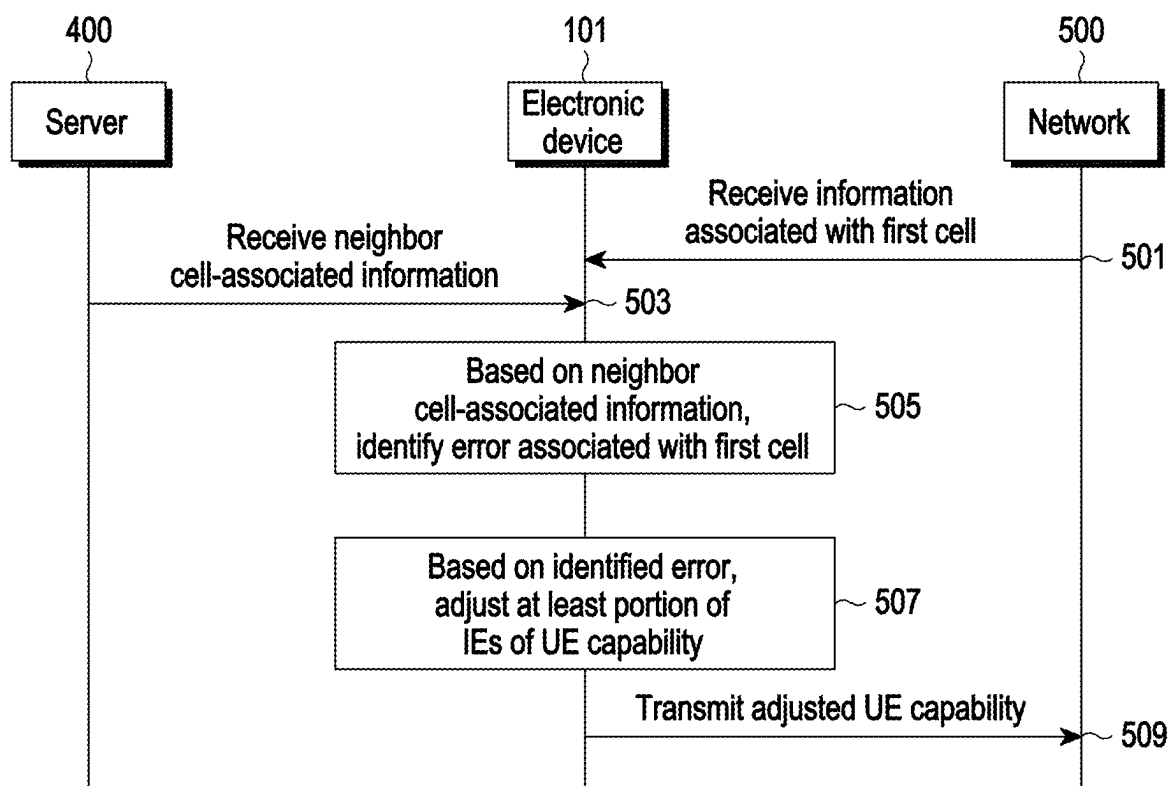 400
101
500
Server
Electronic
device
Network
Receive information
associated with first cell
501
Receive neighbor
cell-associated information
503
Based on neighbor
cell-associated information,
identify error associated with first cell
505
Based on identified error,
adjust at least portion of
IEs of UE capability
507
Transmit adjusted UE capability
509